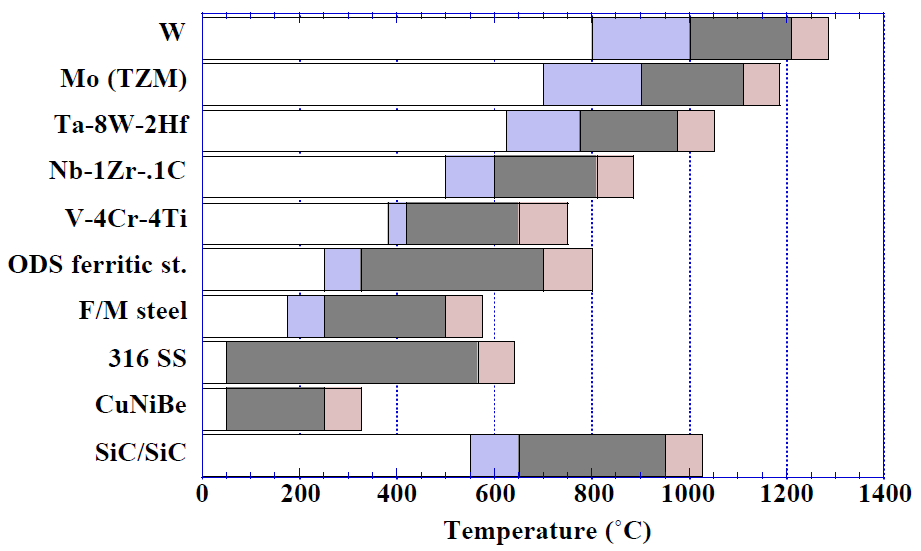 W
Mo (TZM)
Ta-8W-2Hf
Nb-1Zr-.1C
V-4Cr-4Ti
ODS ferritic st.
F/M steel
316 SS
CuNiBe
SiC/SiC
0 200 400 600 800 1000 1200 1400
Temperature (˚C)